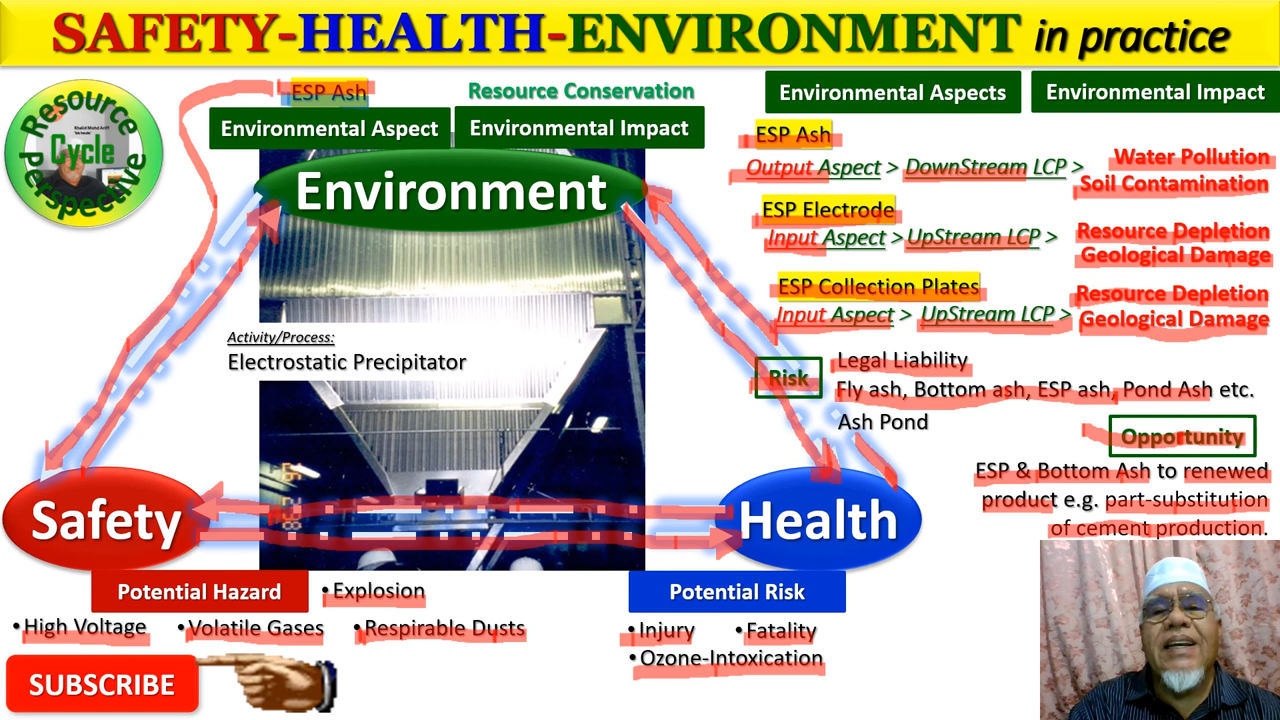 SAFETY-HEALTH-ENVIRONMENT in practice
Resource
Cycle
Perspective
Khalid Mohd Ariff
ESP Ash
Resource Conservation
Environmental Aspect
Environmental Impact
Environment
Activity/Process:
Electrostatic Precipitator
Safety
Health
Potential Hazard
• Explosion
• High Voltage
• Volatile Gases
• Respirable Dusts
SUBSCRIBE
Potential Risk
• Injury
• Fatality
• Ozone-Intoxication
Environmental Aspects
Environmental Impact
ESP Ash
Output Aspect > DownStream LCP >
Water Pollution
Soil Contamination
ESP Electrode
Input Aspect > UpStream LCP >
Resource Depletion
Geological Damage
ESP Collection Plates
Input Aspect > UpStream LCP >
Resource Depletion
Geological Damage
Risk
Legal Liability
Fly ash, Bottom ash, ESP ash, Pond Ash etc.
Ash Pond
Opportunity
ESP & Bottom Ash to renewed
product e.g. part-substitution
of cement production.